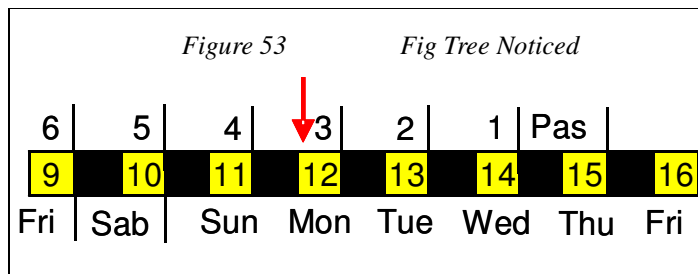 Figure 53 Fig Tree Noticed
6 5 4 3 2 1 Pas
9 10 11 12 13 14 15 16
Fri Sab Sun Mon Tue Wed Thu Fri